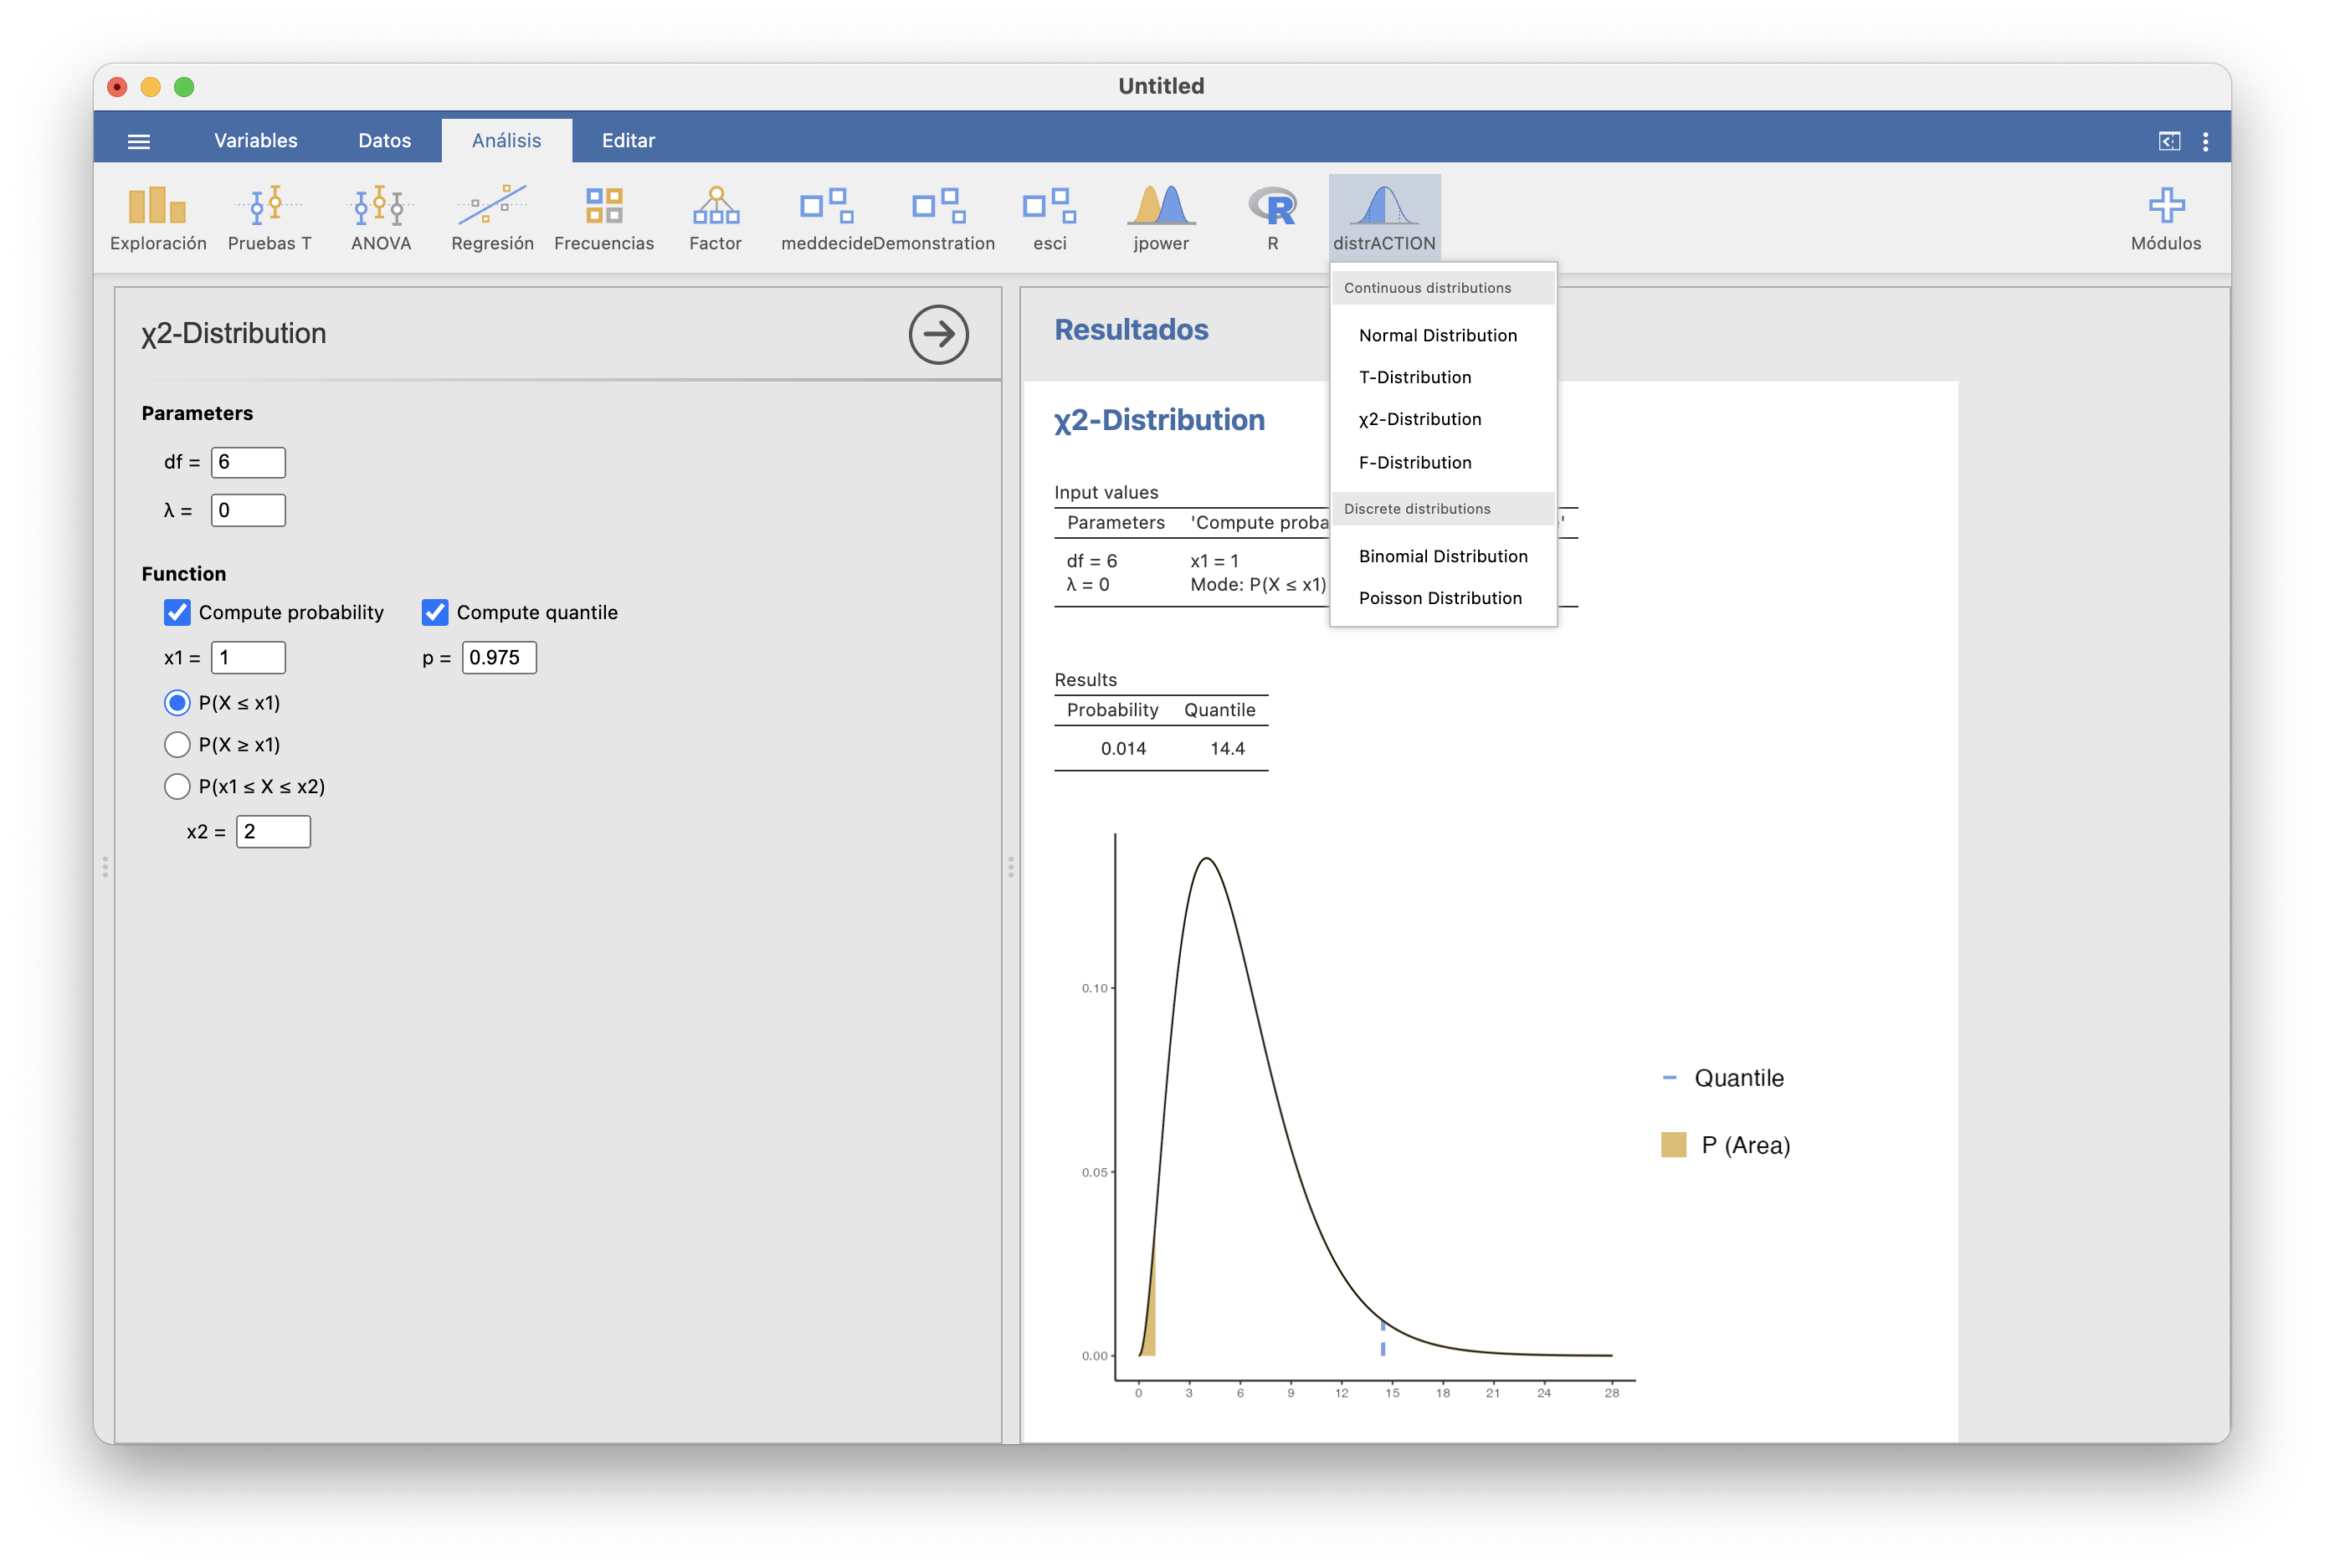 Untitled
Variables Datos Análisis Editar
Exploración Pruebas T ANOVA Regresión Frecuencias Factor meddecide Demonstration esci jpower R distrACTION Módulos
Continuous distributions
Normal Distribution
T-Distribution
χ2-Distribution
F-Distribution
Discrete distributions
Binomial Distribution
Poisson Distribution
χ2-Distribution
Parameters
df = 6
λ = 0
Function
Compute probability Compute quantile
x1 = 1 p = 0.975
P(X ≤ x1)
P(X ≥ x1)
P(x1 ≤ X ≤ x2)
x2 = 2
Resultados
χ2-Distribution
Input values
Parameters 'Compute proba '
df = 6 x1 = 1
λ = 0 Mode: P(X ≤ x1)
Results
Probability Quantile
0.014 14.4
0.10
0.05
0.00
0 3 6 9 12 15 18 21 24 28
Quantile
P (Area)